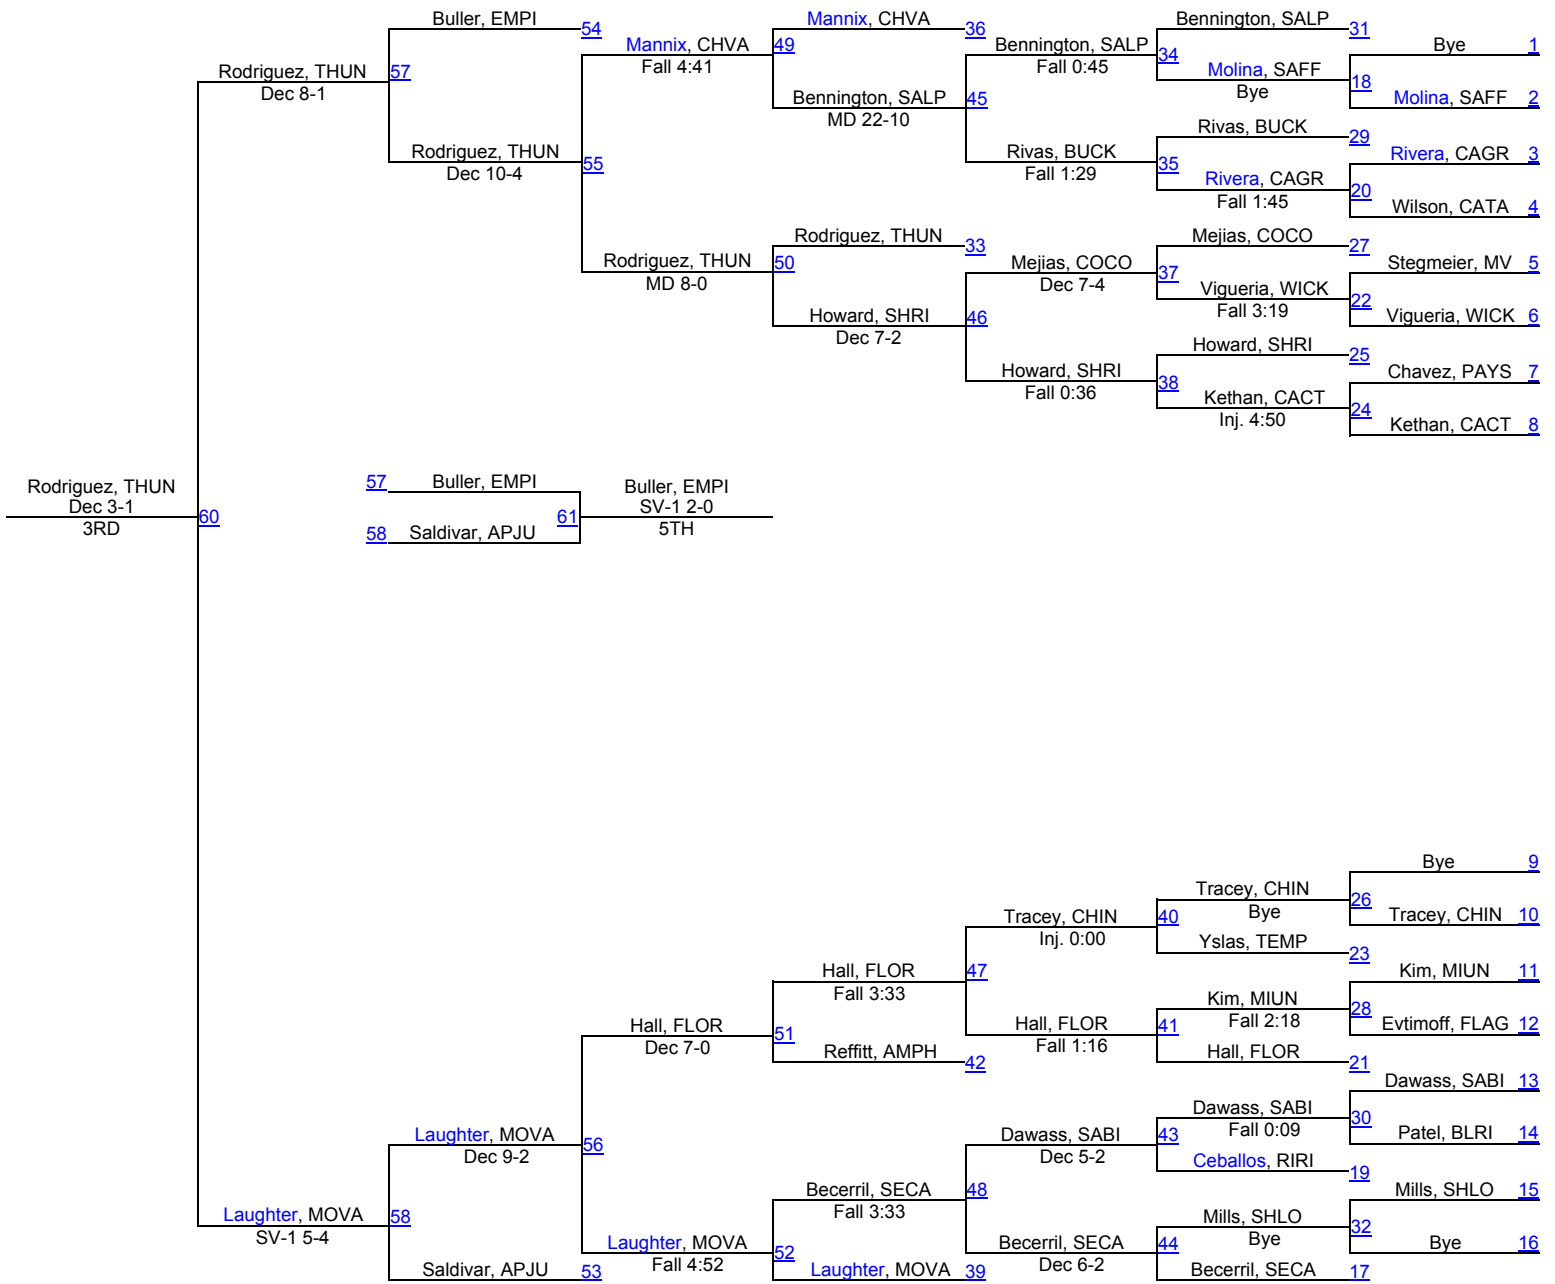 Buller, EMPI 54
Mannix, CHVA 36
Bennington, SALP 31
Mannix, CHVA 49
Fall 4:41
Bennington, SALP 34
Fall 0:45
Bye 1
Rodriguez, THUN 57
Dec 8-1
Molina, SAFF 18
Bye
Bennington, SALP 45
MD 22-10
Molina, SAFF 2
Rivas, BUCK 29
Rodriguez, THUN 55
Dec 10-4
Rivas, BUCK 35
Fall 1:29
Rivera, CAGR 3
Rivera, CAGR 20
Fall 1:45
Wilson, CATA 4
Rodriguez, THUN 33
Mejias, COCO 27
Rodriguez, THUN 50
MD 8-0
Mejias, COCO 37
Dec 7-4
Stegmeier, MV 5
Vigueria, WICK 22
Fall 3:19
Howard, SHRI 46
Dec 7-2
Vigueria, WICK 6
Howard, SHRI 25
Howard, SHRI 38
Fall 0:36
Chavez, PAYS 7
Kethan, CACT 24
Inj. 4:50
Kethan, CACT 8
Rodriguez, THUN
Dec 3-1
3RD
60
57 Buller, EMPI
58 Saldivar, APJU
61
Buller, EMPI
SV-1 2-0
5TH
Bye 9
Tracey, CHIN 26
Bye
Tracey, CHIN 40
Inj. 0:00
Tracey, CHIN 10
Yslas, TEMP 23
Hall, FLOR 47
Fall 3:33
Kim, MIUN 11
Kim, MIUN 28
Fall 2:18
Hall, FLOR 51
Dec 7-0
Hall, FLOR 41
Fall 1:16
Evtimoff, FLAG 12
Reffitt, AMPH 42
Hall, FLOR 21
Dawass, SABI 13
Dawass, SABI 30
Fall 0:09
Laughter, MOVA 56
Dec 9-2
Dawass, SABI 43
Dec 5-2
Patel, BLRI 14
Ceballos, RIRI 19
Becerril, SECA 48
Fall 3:33
Mills, SHLO 15
Laughter, MOVA 58
SV-1 5-4
Mills, SHLO 32
Bye
Laughter, MOVA 52
Fall 4:52
Becerril, SECA 44
Dec 6-2
Bye 16
Saldivar, APJU 53
Laughter, MOVA 39
Becerril, SECA 17